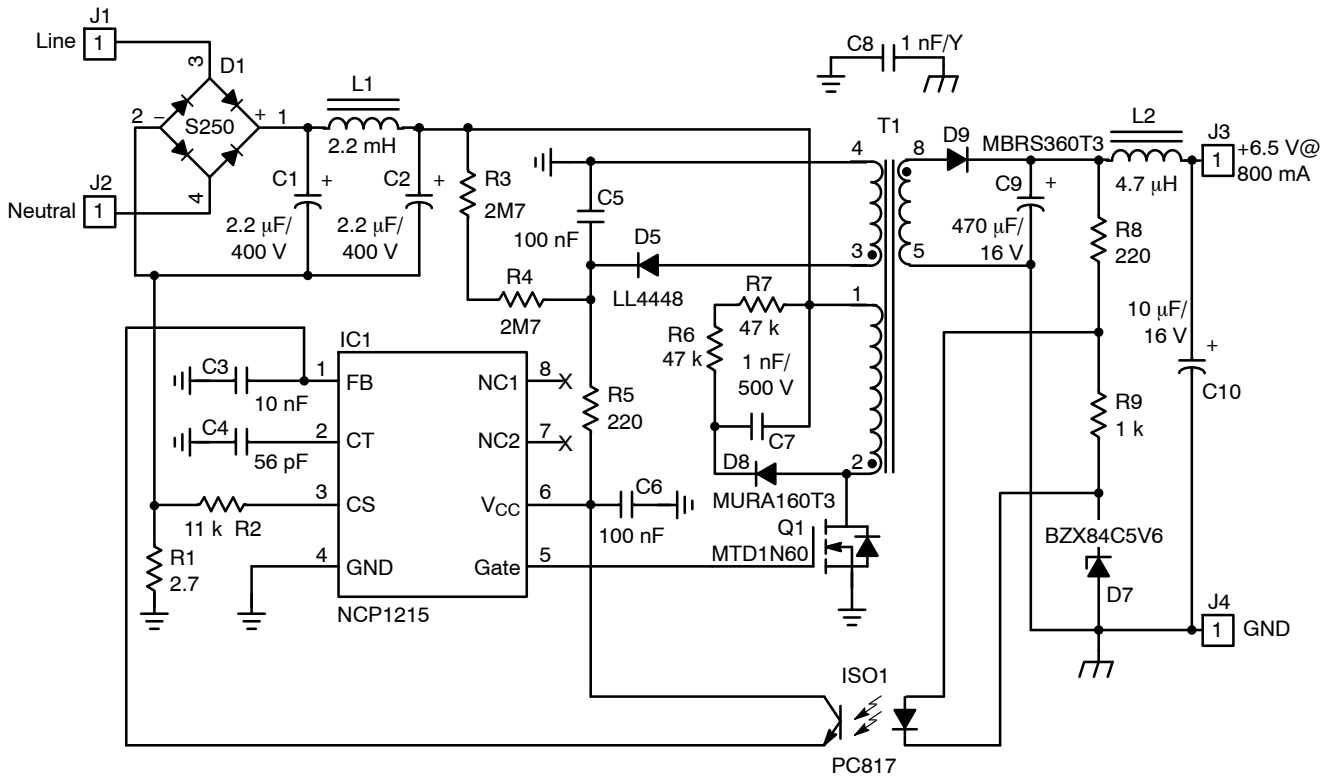 J1
Line
1
3
D1
2
−
S250
+
1
4
J2
Neutral
1
L1
2.2 mH
C1
+
2.2 μF/
400 V
C2
+
2.2 μF/
400 V
R3
2M7
R4
2M7
C5
100 nF
D5
LL4448
C8
1 nF/Y
T1
4
3
8
5
1
2
D9
MBRS360T3
C9
+
470 μF/
16 V
L2
4.7 μH
J3
1
+6.5 V@
800 mA
R8
220
R7
47 k
R6
47 k
1 nF/
500 V
C7
D8
MURA160T3
10 μF/
16 V
+
C10
R9
1 k
IC1
C3
10 nF
1
FB
NC1
8
X
C4
56 pF
2
CT
NC2
7
X
R5
220
3
CS
VCC
6
11 k R2
C6
100 nF
4
GND
Gate
5
R1
2.7
NCP1215
Q1
MTD1N60
BZX84C5V6
D7
J4
1
GND
ISO1
PC817